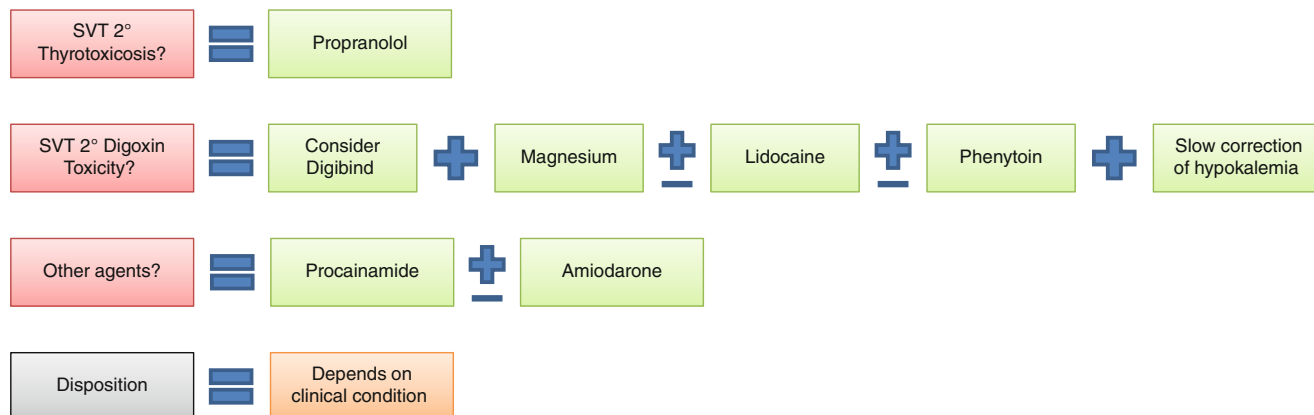 SVT 2°
Thyrotoxicosis?
Propranolol
SVT 2° Digoxin
Toxicity?
Consider
Digibind
Magnesium
Lidocaine
Phenytoin
Slow correction
of hypokalemia
Other agents?
Procainamide
Amiodarone
Disposition
Depends on
clinical condition